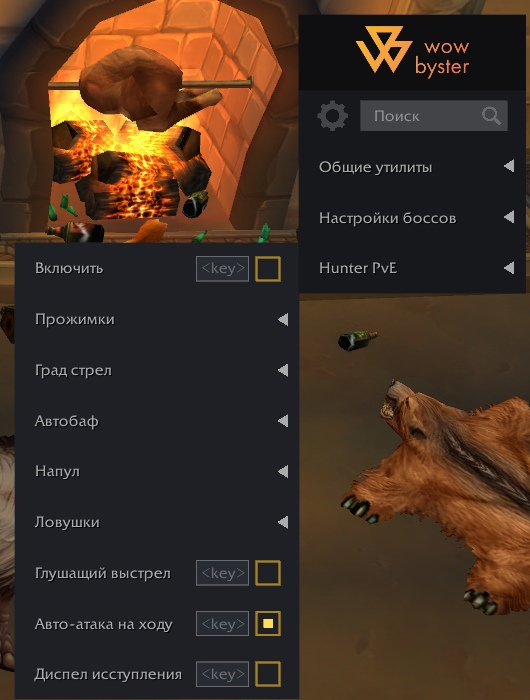 wow
byster
Поиск
Общие утилиты
Настройки боссов
Hunter PvE
Включить <key>
Прожимки
Град стрел
Автобаф
Напул
Ловушки
Глушащий выстрел <key>
Авто-атака на ходу <key>
Диспел исступления <key>